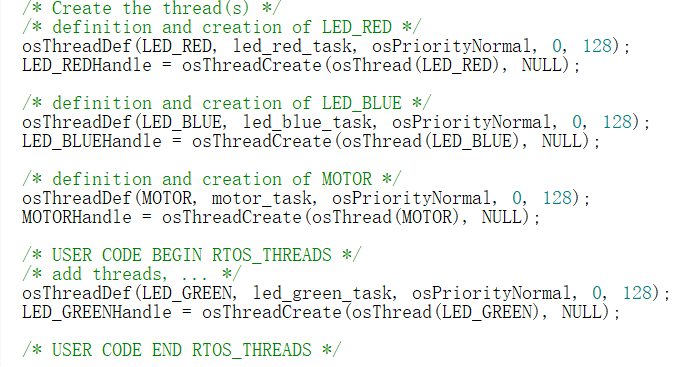 /* Create the thread(s) */
/* definition and creation of LED_RED */
osThreadDef(LED_RED, led_red_task, osPriorityNormal, 0, 128);
LED_REDHandle = osThreadCreate(osThread(LED_RED), NULL);
/* definition and creation of LED_BLUE */
osThreadDef(LED_BLUE, led_blue_task, osPriorityNormal, 0, 128);
LED_BLUEHandle = osThreadCreate(osThread(LED_BLUE), NULL);
/* definition and creation of MOTOR */
osThreadDef(MOTOR, motor_task, osPriorityNormal, 0, 128);
MOTORHandle = osThreadCreate(osThread(MOTOR), NULL);
/* USER CODE BEGIN RTOS_THREADS */
/* add threads, ... */
osThreadDef(LED_GREEN, led_green_task, osPriorityNormal, 0, 128);
LED_GREENHandle = osThreadCreate(osThread(LED_GREEN), NULL);
/* USER CODE END RTOS_THREADS */